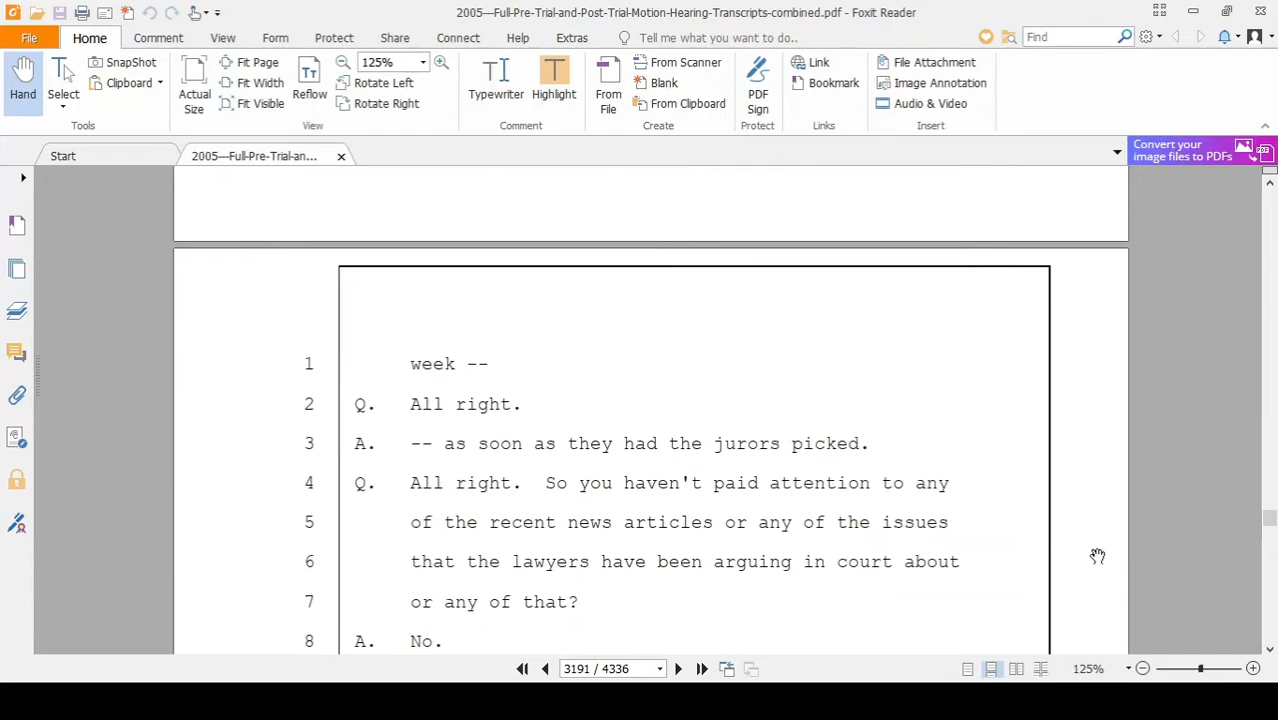 2005---Full-Pre-Trial-and-Post-Trial-Motion-Hearing-Transcripts-combined.pdf - Foxit Reader
File Home Comment View Form Protect Share Connect Help Extras Tell me what you want to do.. Find
Hand
Select
SnapShot
Clipboard
Tools
Actual Size
Fit Page
Fit Width
Fit Visible
Reflow
125%
Rotate Left
Rotate Right
View
Typewriter
Highlight
Comment
From File
From Scanner
Blank
From Clipboard
Create
PDF Sign
Protect
Link
Bookmark
Links
File Attachment
Image Annotation
Audio & Video
Insert
Start
2005---Full-Pre-Trial-an...
Convert your
image files to PDFs
1 week --
2 Q. All right.
3 A. -- as soon as they had the jurors picked.
4 Q. All right. So you haven't paid attention to any
5 of the recent news articles or any of the issues
6 that the lawyers have been arguing in court about
7 or any of that?
8 A. No.
3191 / 4336
125%